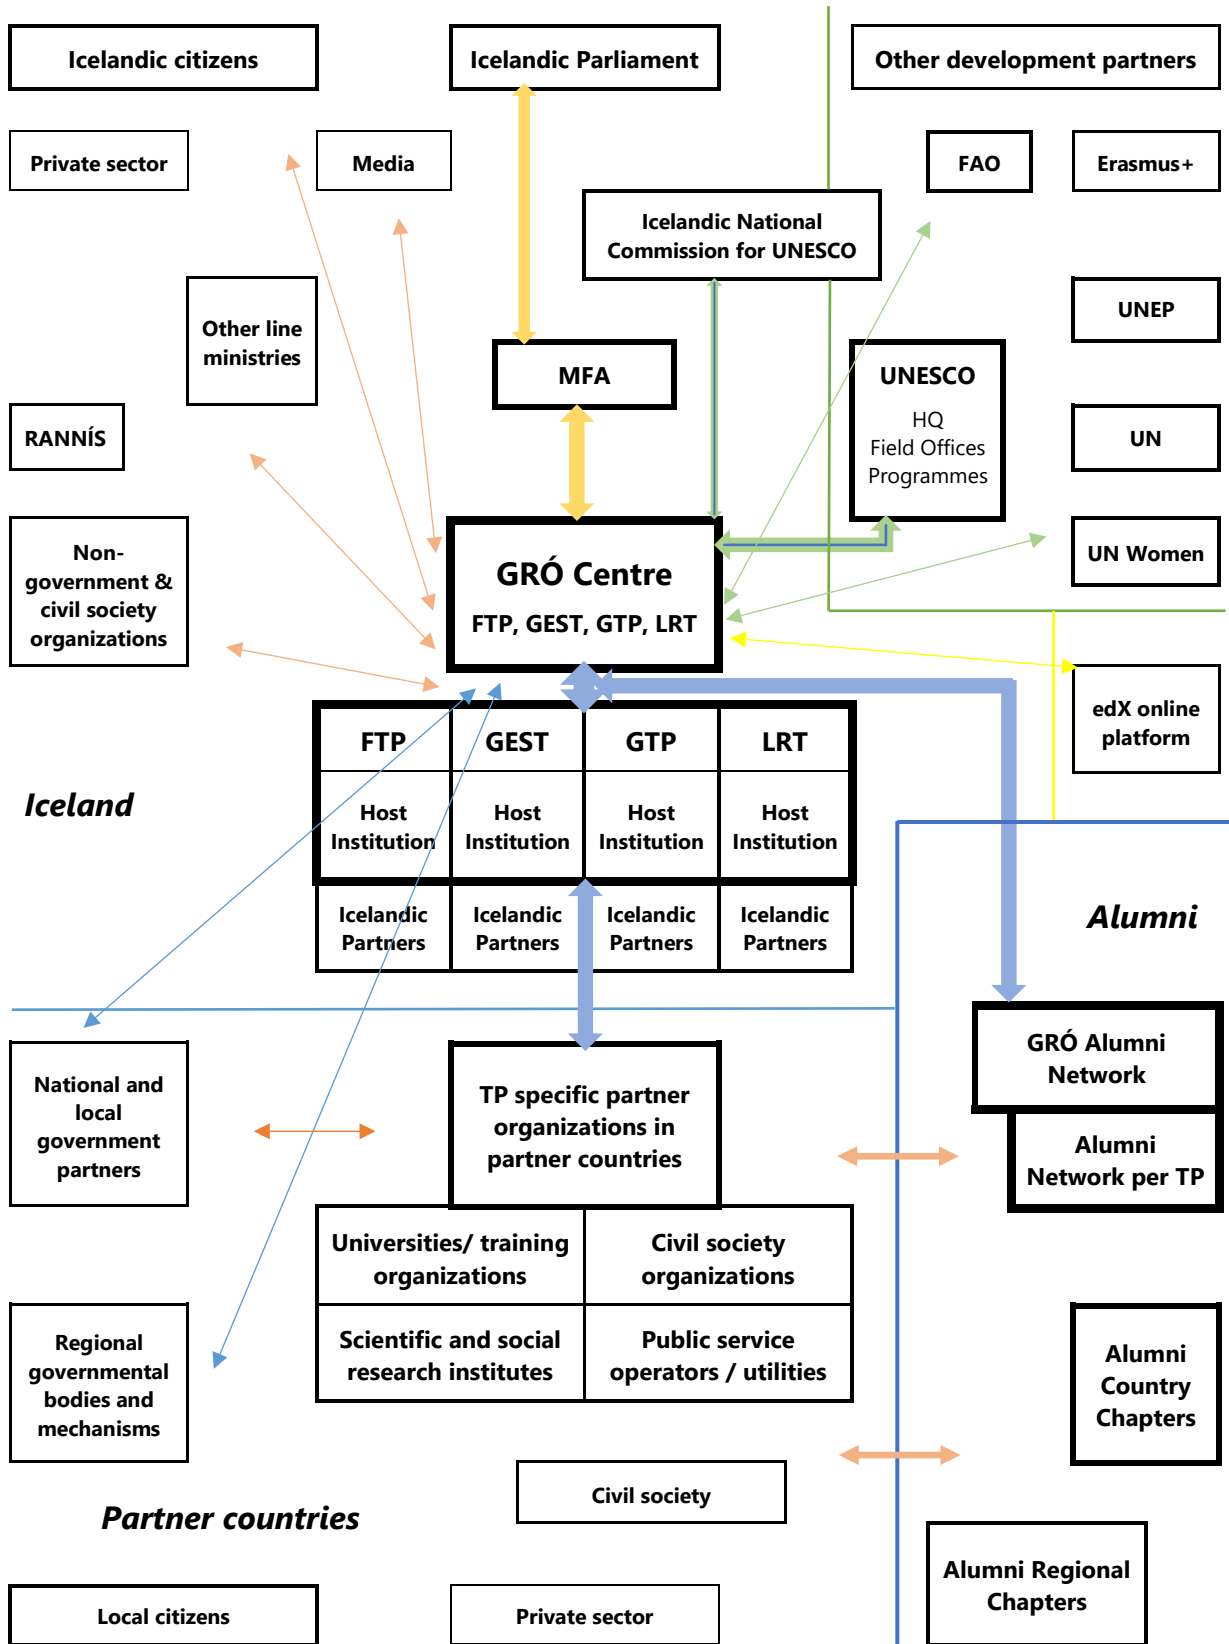 Icelandic citizens
Icelandic Parliament
Other development partners
Private sector
Media
FAO
Erasmus+
Icelandic National
Commission for UNESCO
Other line
ministries
UNEP
MFA
UNESCO
HQ
Field Offices
Programmes
RANNÍS
UN
Non-
government &
civil society
organizations
GRÓ Centre
FTP, GEST, GTP, LRT
UN Women
edX online
platform
FTP
GEST
GTP
LRT
Host
Institution
Host
Institution
Host
Institution
Host
Institution
Iceland
Icelandic
Partners
Icelandic
Partners
Icelandic
Partners
Icelandic
Partners
Alumni
National and
local
government
partners
TP specific partner
organizations in
partner countries
GRÓ Alumni
Network
Alumni
Network per TP
Universities/ training
organizations
Civil society
organizations
Scientific and social
research institutes
Public service
operators / utilities
Regional
governmental
bodies and
mechanisms
Alumni
Country
Chapters
Civil society
Partner countries
Alumni Regional
Chapters
Local citizens
Private sector